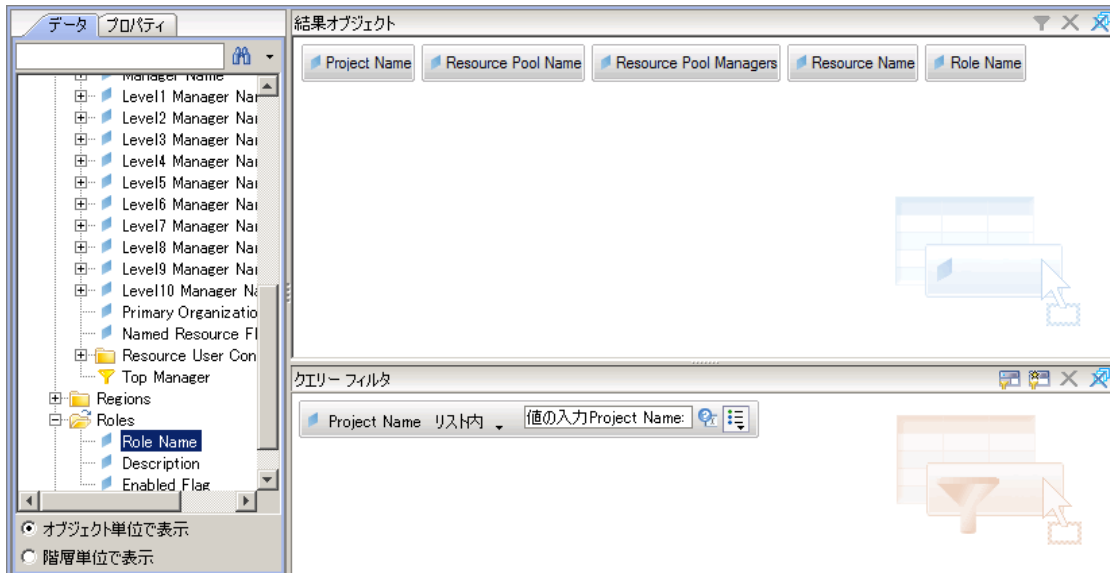 データ プロパティ
Manager Name
Level1 Manager Nar
Level2 Manager Nar
Level3 Manager Nar
Level4 Manager Nar
Level5 Manager Nar
Level6 Manager Nar
Level7 Manager Nar
Level8 Manager Nar
Level9 Manager Nar
Level10 Manager Na
Primary Organizatio
Named Resource Fl
Resource User Con
Top Manager
Regions
Roles
Role Name
Description
Enabled Flag
オブジェクト単位で表示
階層単位で表示
結果オブジェクト
Project Name Resource Pool Name Resource Pool Managers Resource Name Role Name
クエリー フィルタ
Project Name リスト内 値の入力Project Name: